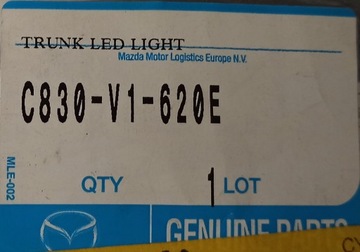 TRUNK LED LIGHT
Mazda Motor Logistics Europe N.V.
C830-V1-620E
MLE-002
QTY 1 LOT
GENUINE PARTS